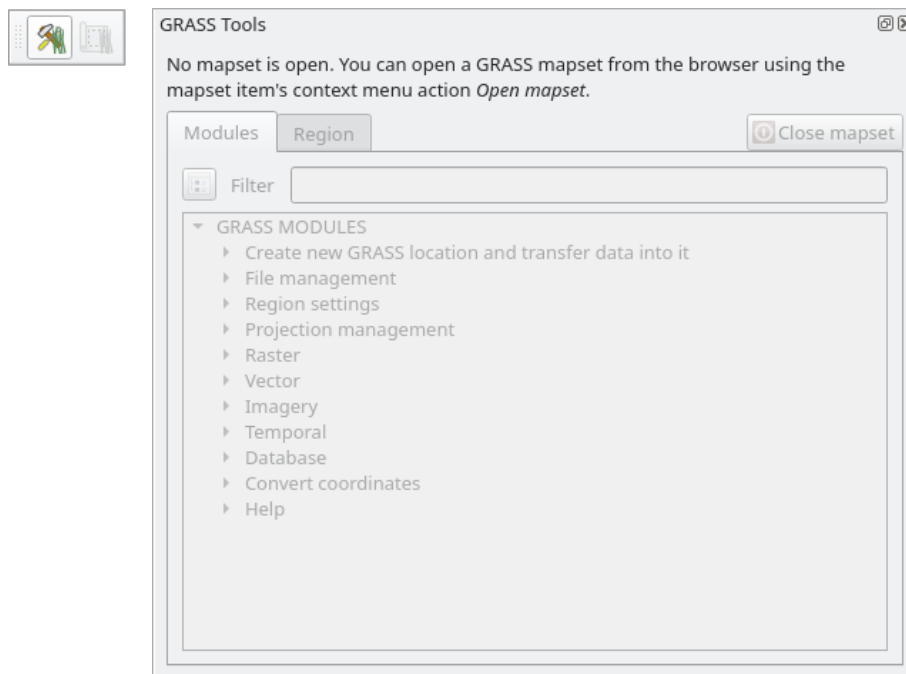 GRASS Tools
No mapset is open. You can open a GRASS mapset from the browser using the
mapset item's context menu action Open mapset.
Modules
Region
Close mapset
Filter
GRASS MODULES
Create new GRASS location and transfer data into it
File management
Region settings
Projection management
Raster
Vector
Imagery
Temporal
Database
Convert coordinates
Help